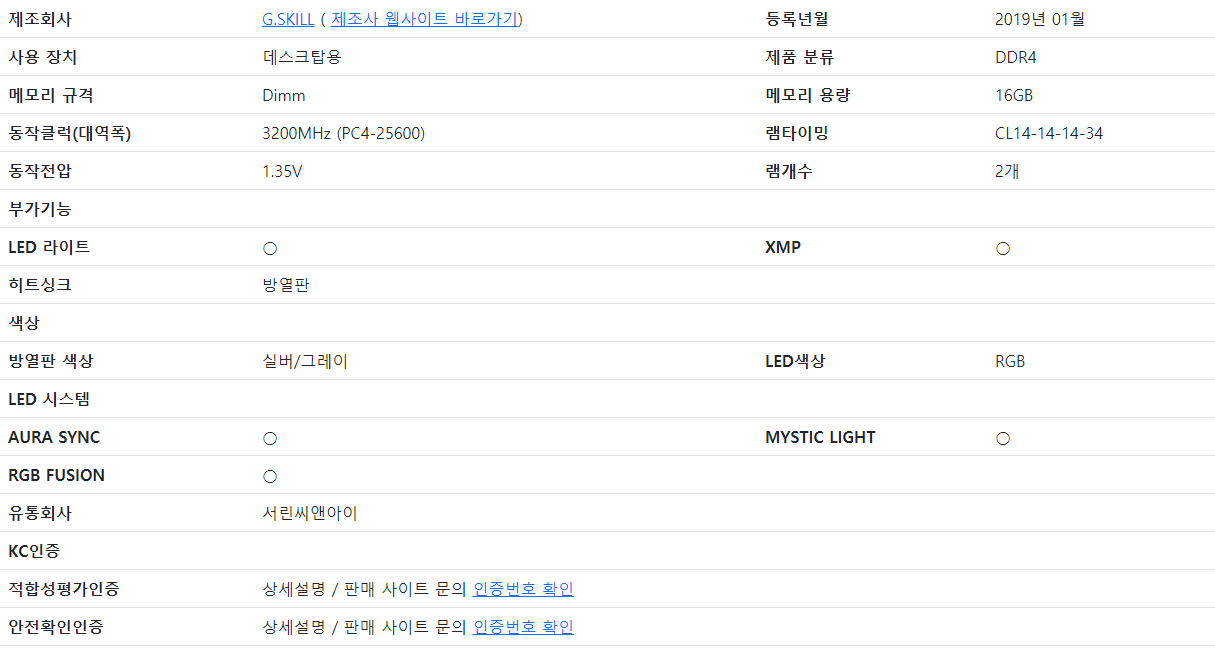 제조회사 G.SKILL ( 제조사 웹사이트 바로가기) 등록년월 2019년 01월
사용 장치 데스크탑용 제품 분류 DDR4
메모리 규격 Dimm 메모리 용량 16GB
동작클럭(대역폭) 3200MHz (PC4-25600) 램타이밍 CL14-14-14-34
동작전압 1.35V 램개수 2개
부가기능
LED 라이트 ○ XMP ○
히트싱크 방열판
색상
방열판 색상 실버/그레이 LED색상 RGB
LED 시스템
AURA SYNC ○ MYSTIC LIGHT ○
RGB FUSION ○
유통회사 서린씨앤아이
KC인증
적합성평가인증 상세설명 / 판매 사이트 문의 인증번호 확인
안전확인인증 상세설명 / 판매 사이트 문의 인증번호 확인